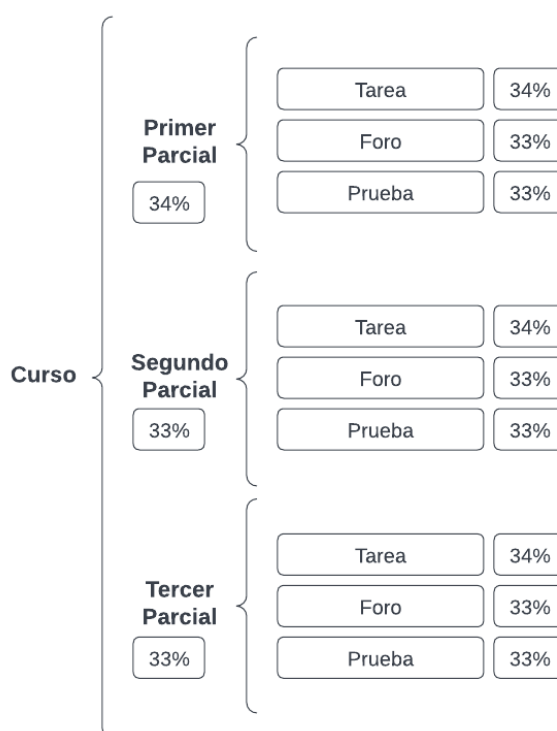 Curso
Primer
Parcial
34%
Tarea 34%
Foro 33%
Prueba 33%
Segundo
Parcial
33%
Tarea 34%
Foro 33%
Prueba 33%
Tercer
Parcial
33%
Tarea 34%
Foro 33%
Prueba 33%